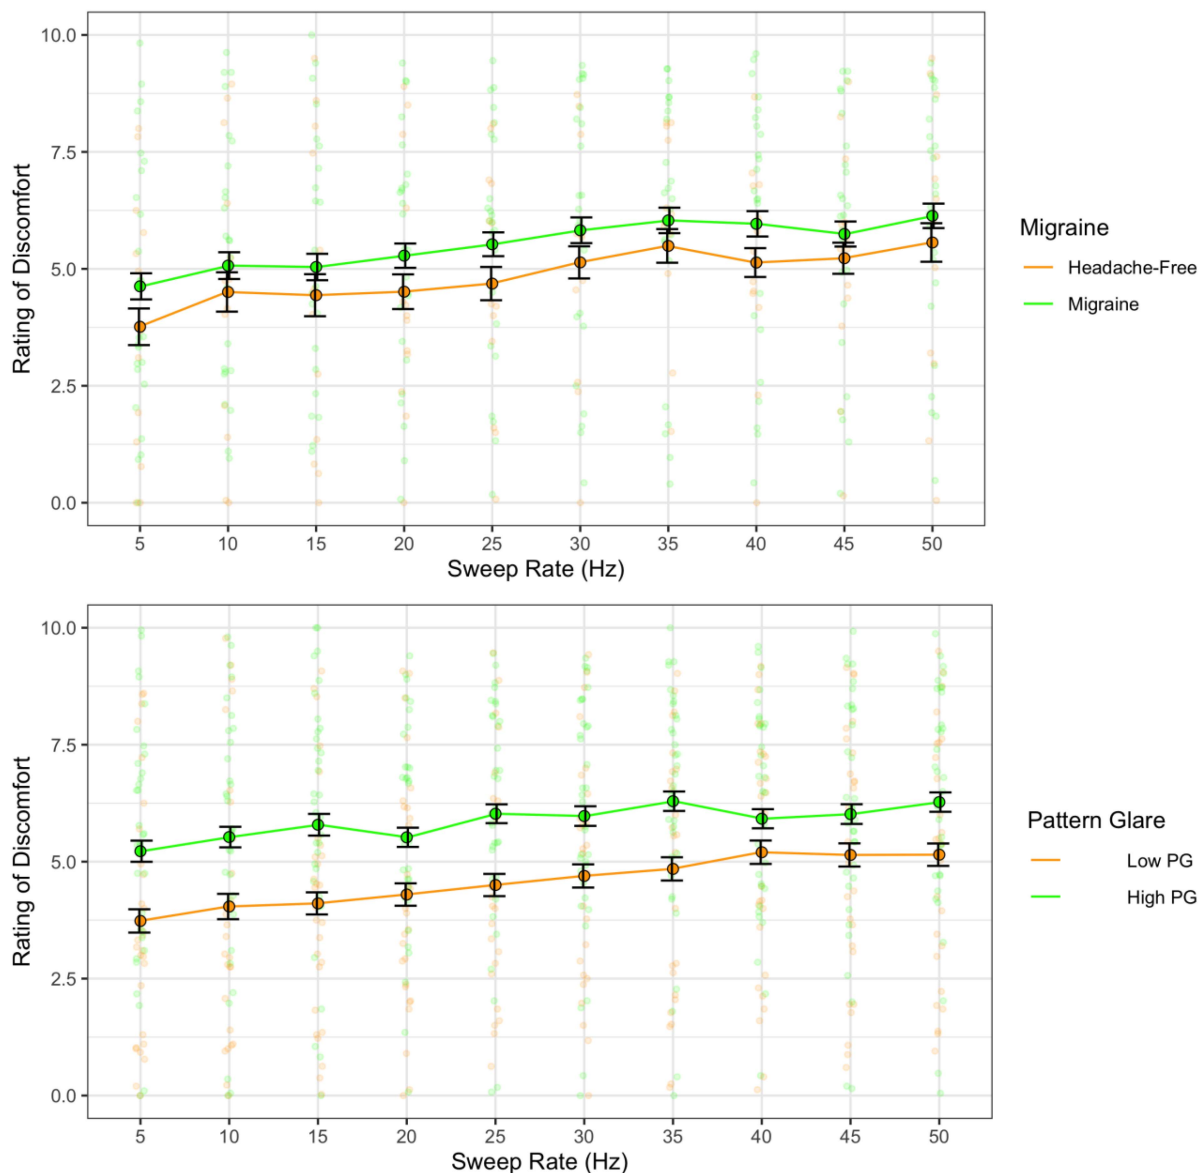 10.0
7.5
5.0
2.5
0.0
Rating of Discomfort
5 10 15 20 25 30 35 40 45 50
Sweep Rate (Hz)
Migraine
Headache-Free
Migraine
10.0
7.5
5.0
2.5
0.0
Rating of Discomfort
5 10 15 20 25 30 35 40 45 50
Sweep Rate (Hz)
Pattern Glare
Low PG
High PG